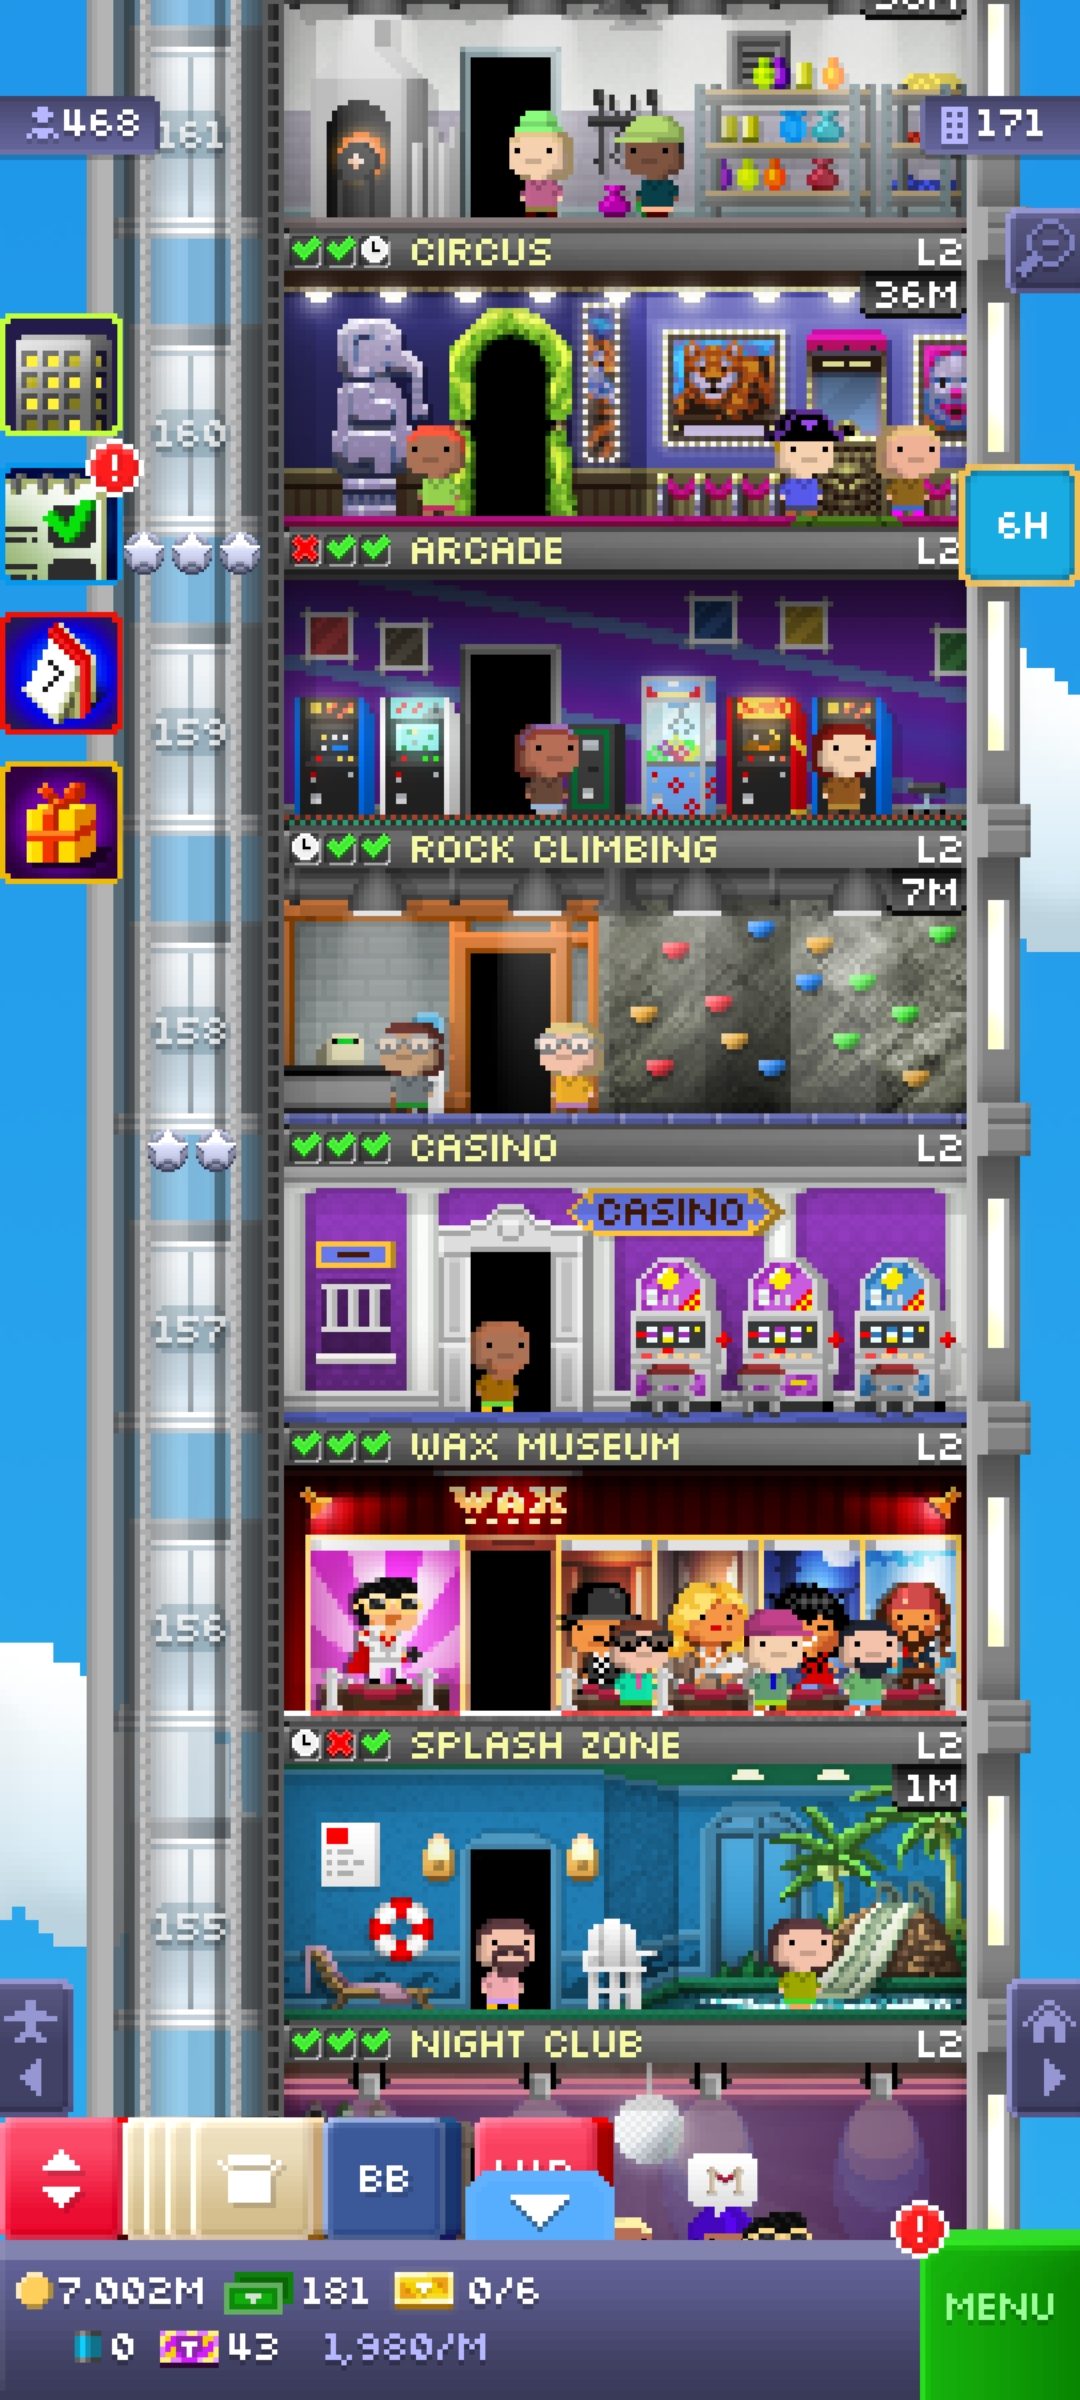 468
161
171
CIRCUS L2
36M
160
6H
ARCADE L2
159
ROCK CLIMBING L2
7M
158
CASINO L2
CASINO
157
WAX MUSEUM L2
WAX
156
SPLASH ZONE L2
1M
155
NIGHT CLUB L2
BB
M
7.002M 181 0/6
MENU
0 43 1,980/M